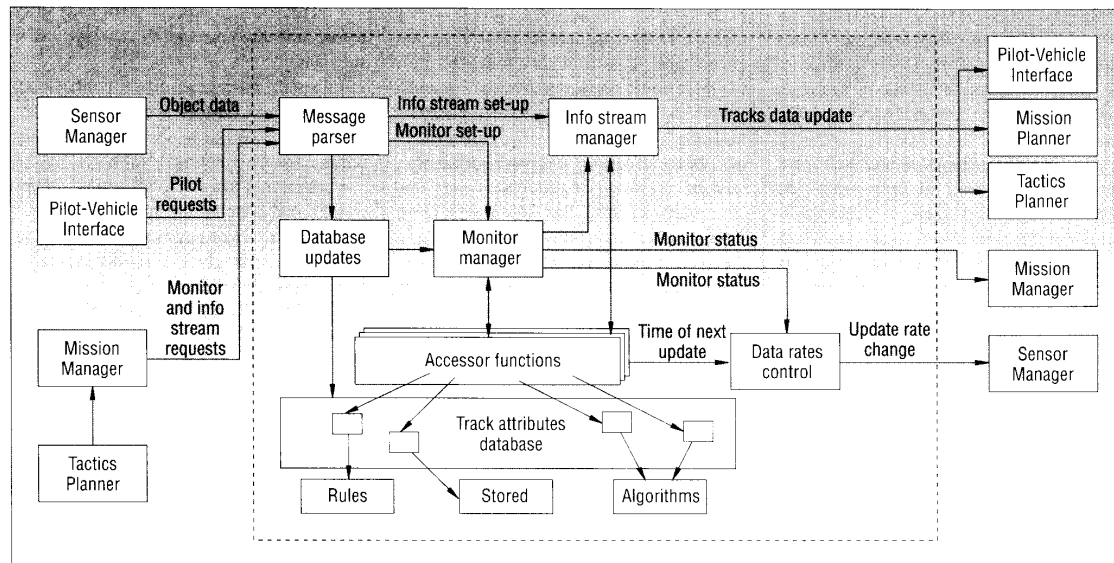 Sensor
Manager
Object data
Message
parser
Info stream set-up
Monitor set-up
Info stream
manager
Tracks data update
Pilot-Vehicle
Interface
Mission
Planner
Tactics
Planner
Pilot-Vehicle
Interface
Pilot
requests
Database
updates
Monitor
manager
Monitor status
Monitor status
Mission
Manager
Monitor
and info
stream
requests
Mission
Manager
Accessor functions
Time of next
update
Data rates
control
Update rate
change
Sensor
Manager
Track attributes
database
Tactics
Planner
Rules
Stored
Algorithms